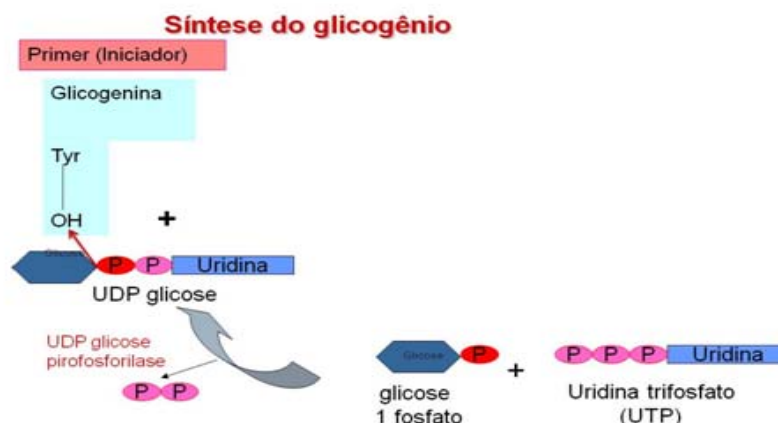 Síntese do glicogênio
Primer (Iniciador)
Glicogenina
Tyr
OH
+
Glicose
P P Uridina
UDP glicose
UDP glicose
pirofosforilase
P P
Glicose P
+
P P P Uridina
glicose
1 fosfato
Uridina trifosfato
(UTP)